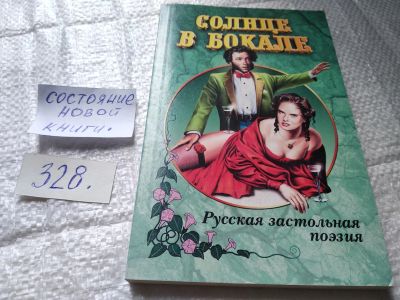 СОЛНЦЕ
В БОКАЛЕ
СОСТОЯНИЕ
НОВОЙ
КНИГИ.
328.
Русская застольная
поэзия